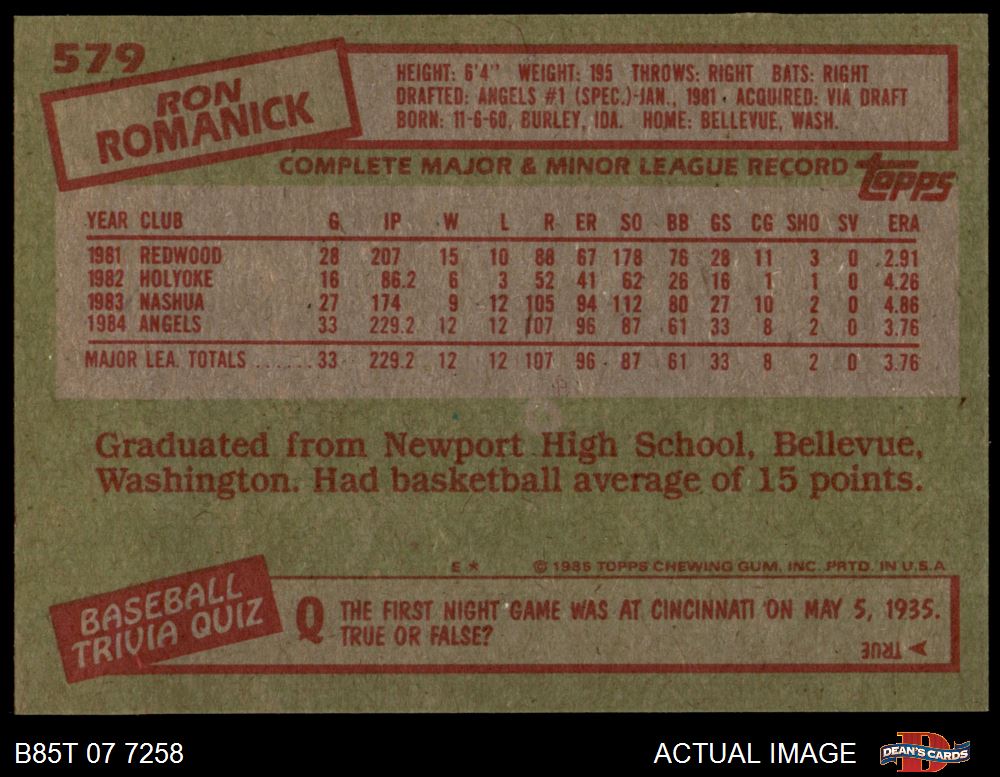 579
RON
ROMANICK
HEIGHT: 6'4" WEIGHT: 195 THROWS: RIGHT BATS: RIGHT
DRAFTED: ANGELS #1 (SPEC.)-JAN., 1981 - ACQUIRED: VIA DRAFT
BORN: 11-6-60, BURLEY, IDA. HOME: BELLEVUE, WASH.
COMPLETE MAJOR & MINOR LEAGUE RECORD topps
YEAR CLUB G IP W L R ER SO BB GS CG SHO SV ERA
1981 REDWOOD 28 207 15 10 88 67 178 76 28 11 3 0 2.91
1982 HOLYOKE 16 86.2 6 3 52 41 62 26 16 1 1 0 4.26
1983 NASHUA 27 174 9 12 105 94 112 80 27 10 2 0 4.86
1984 ANGELS 33 229.2 12 12 107 96 87 61 33 8 2 0 3.76
MAJOR LEA. TOTALS ....... 33 229.2 12 12 107 96 87 61 33 8 2 0 3.76
Graduated from Newport High School, Bellevue,
Washington. Had basketball average of 15 points.
E * © 1985 TOPPS CHEWING GUM, INC. PRTD. IN U.S.A
BASEBALL
TRIVIA QUIZ
Q THE FIRST NIGHT GAME WAS AT CINCINNATI ON MAY 5, 1935.
TRUE OR FALSE?
TRUE
B85T 07 7258
ACTUAL IMAGE
D
DEAN'S CARDS